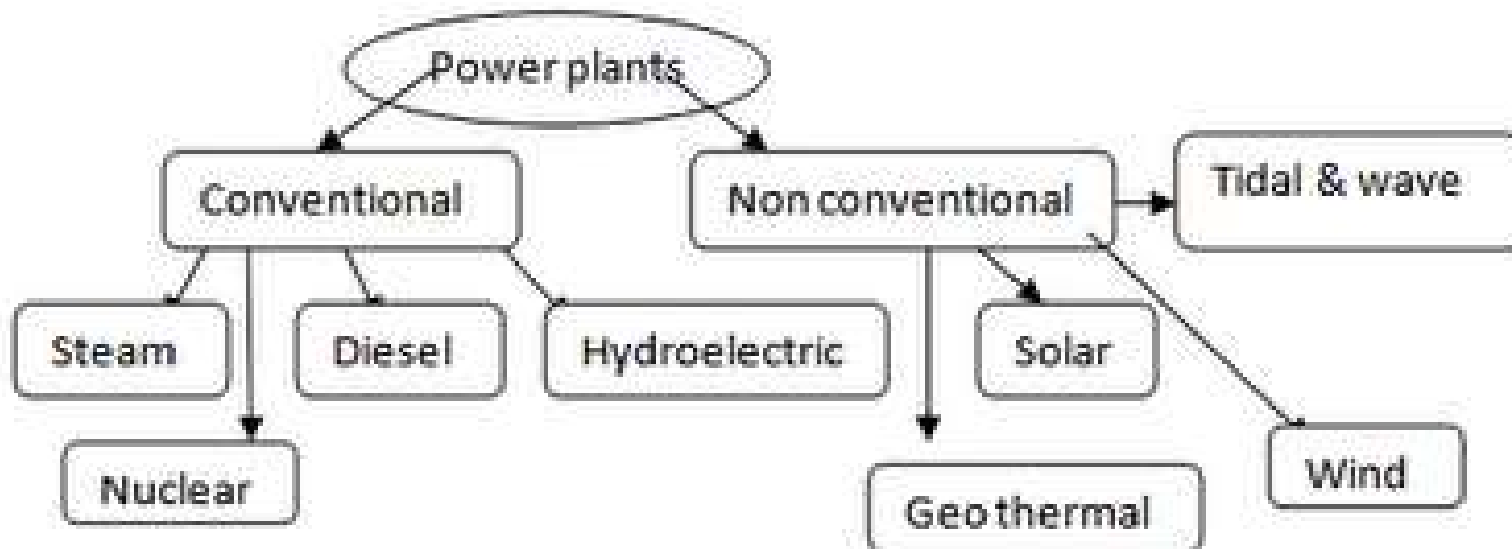 Power plants
Conventional
Non conventional
Tidal & wave
Steam
Diesel
Hydroelectric
Solar
Nuclear
Geo thermal
Wind